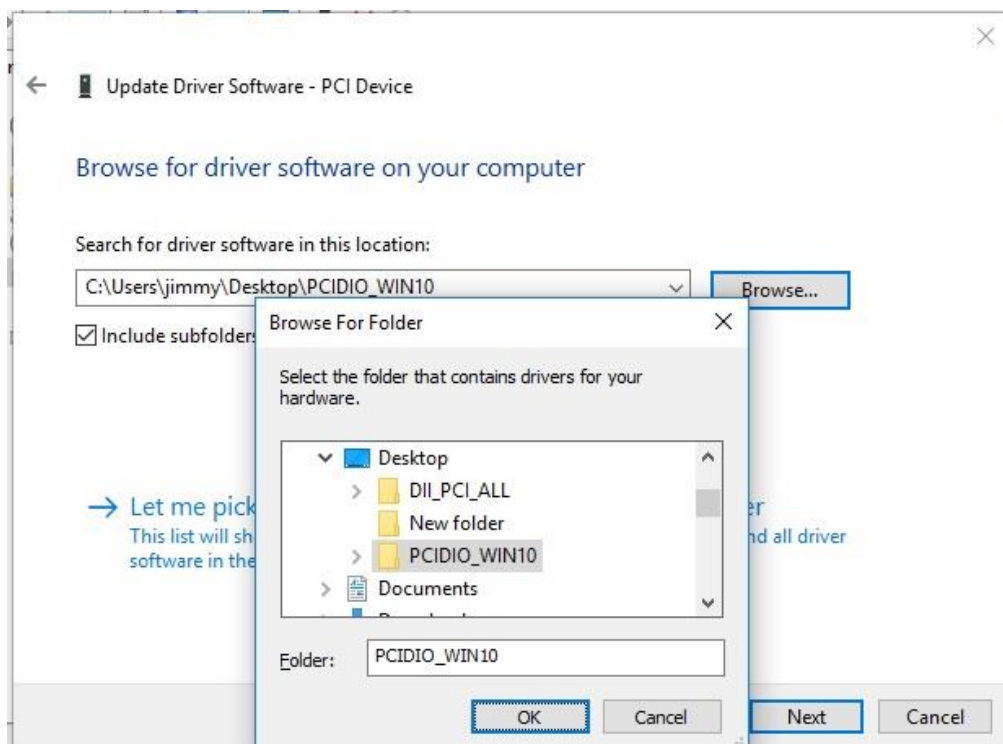 Update Driver Software - PCI Device
Browse for driver software on your computer
Search for driver software in this location:
C:\Users\jimmy\Desktop\PCIDIO_WIN10
Browse...
Include subfolders
Browse For Folder
Select the folder that contains drivers for your
hardware.
Desktop
DII_PCI_ALL
New folder
PCIDIO_WIN10
Documents
Let me pick
This list will sh
nd all driver
software in the
Folder:
PCIDIO_WIN10
OK
Cancel
Next
Cancel